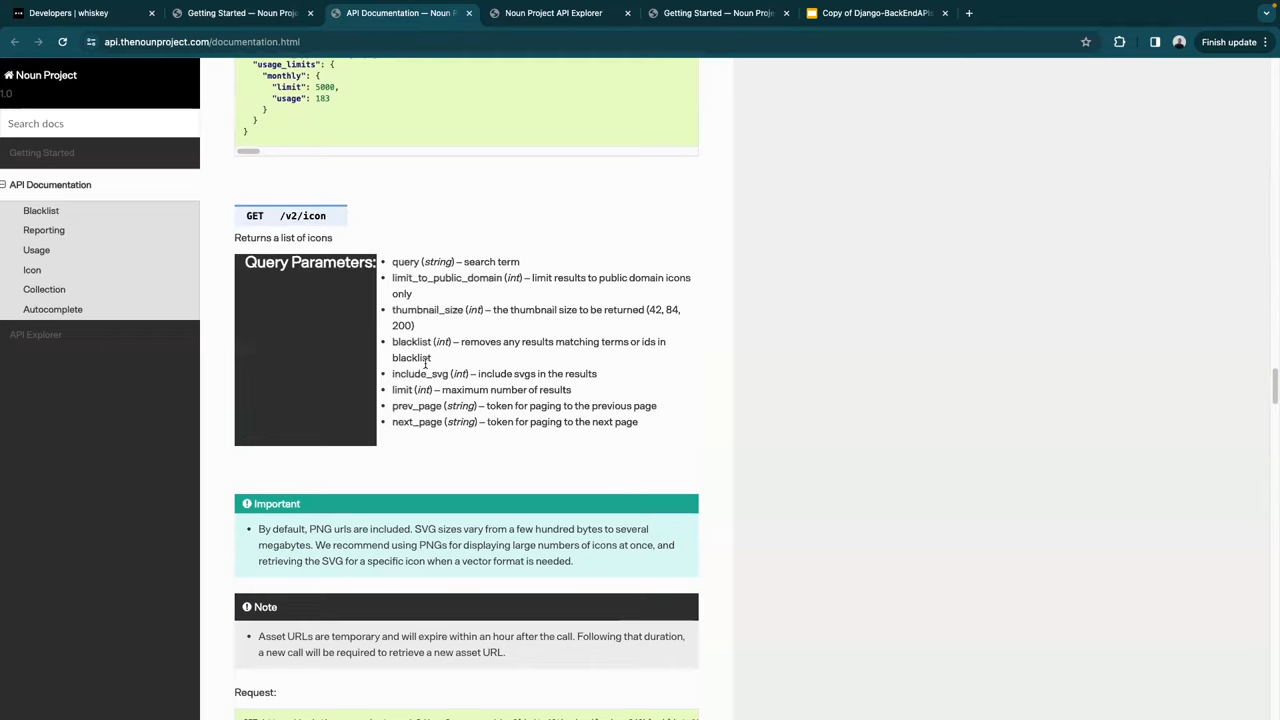 Developers | whiskey
Getting Started — Noun Proj
API Documentation — Noun R
Noun Project API Explorer
Getting Started — Noun Proj
Copy of Django-BackEndAPIs
api.thenounproject.com/documentation.html
Finish update
Noun Project
1.0
Search docs
Getting Started
API Documentation
Blacklist
Reporting
Usage
Icon
Collection
Autocomplete
API Explorer
"usage_limits": {
"monthly": {
"limit": 5000,
"usage": 183
}
}
}
GET /v2/icon
Returns a list of icons
Query Parameters:
query (string) – search term
limit_to_public_domain (int) – limit results to public domain icons
only
thumbnail_size (int) – the thumbnail size to be returned (42, 84,
200)
blacklist (int) – removes any results matching terms or ids in
blacklist
include_svg (int) – include svgs in the results
limit (int) – maximum number of results
prev_page (string) – token for paging to the previous page
next_page (string) – token for paging to the next page
Important
By default, PNG urls are included. SVG sizes vary from a few hundred bytes to several
megabytes. We recommend using PNGs for displaying large numbers of icons at once, and
retrieving the SVG for a specific icon when a vector format is needed.
Note
Asset URLs are temporary and will expire within an hour after the call. Following that duration,
a new call will be required to retrieve a new asset URL.
Request: